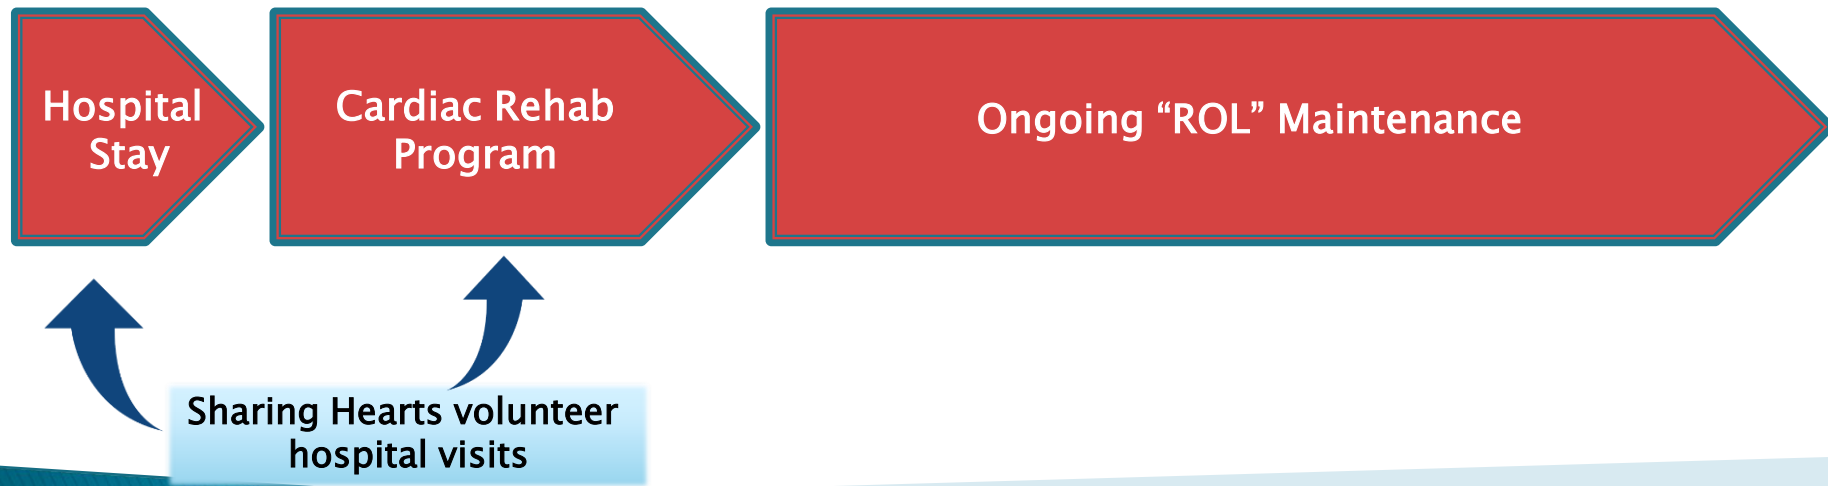 Hospital
Stay
Cardiac Rehab
Program
Ongoing “ROL” Maintenance
Sharing Hearts volunteer
hospital visits